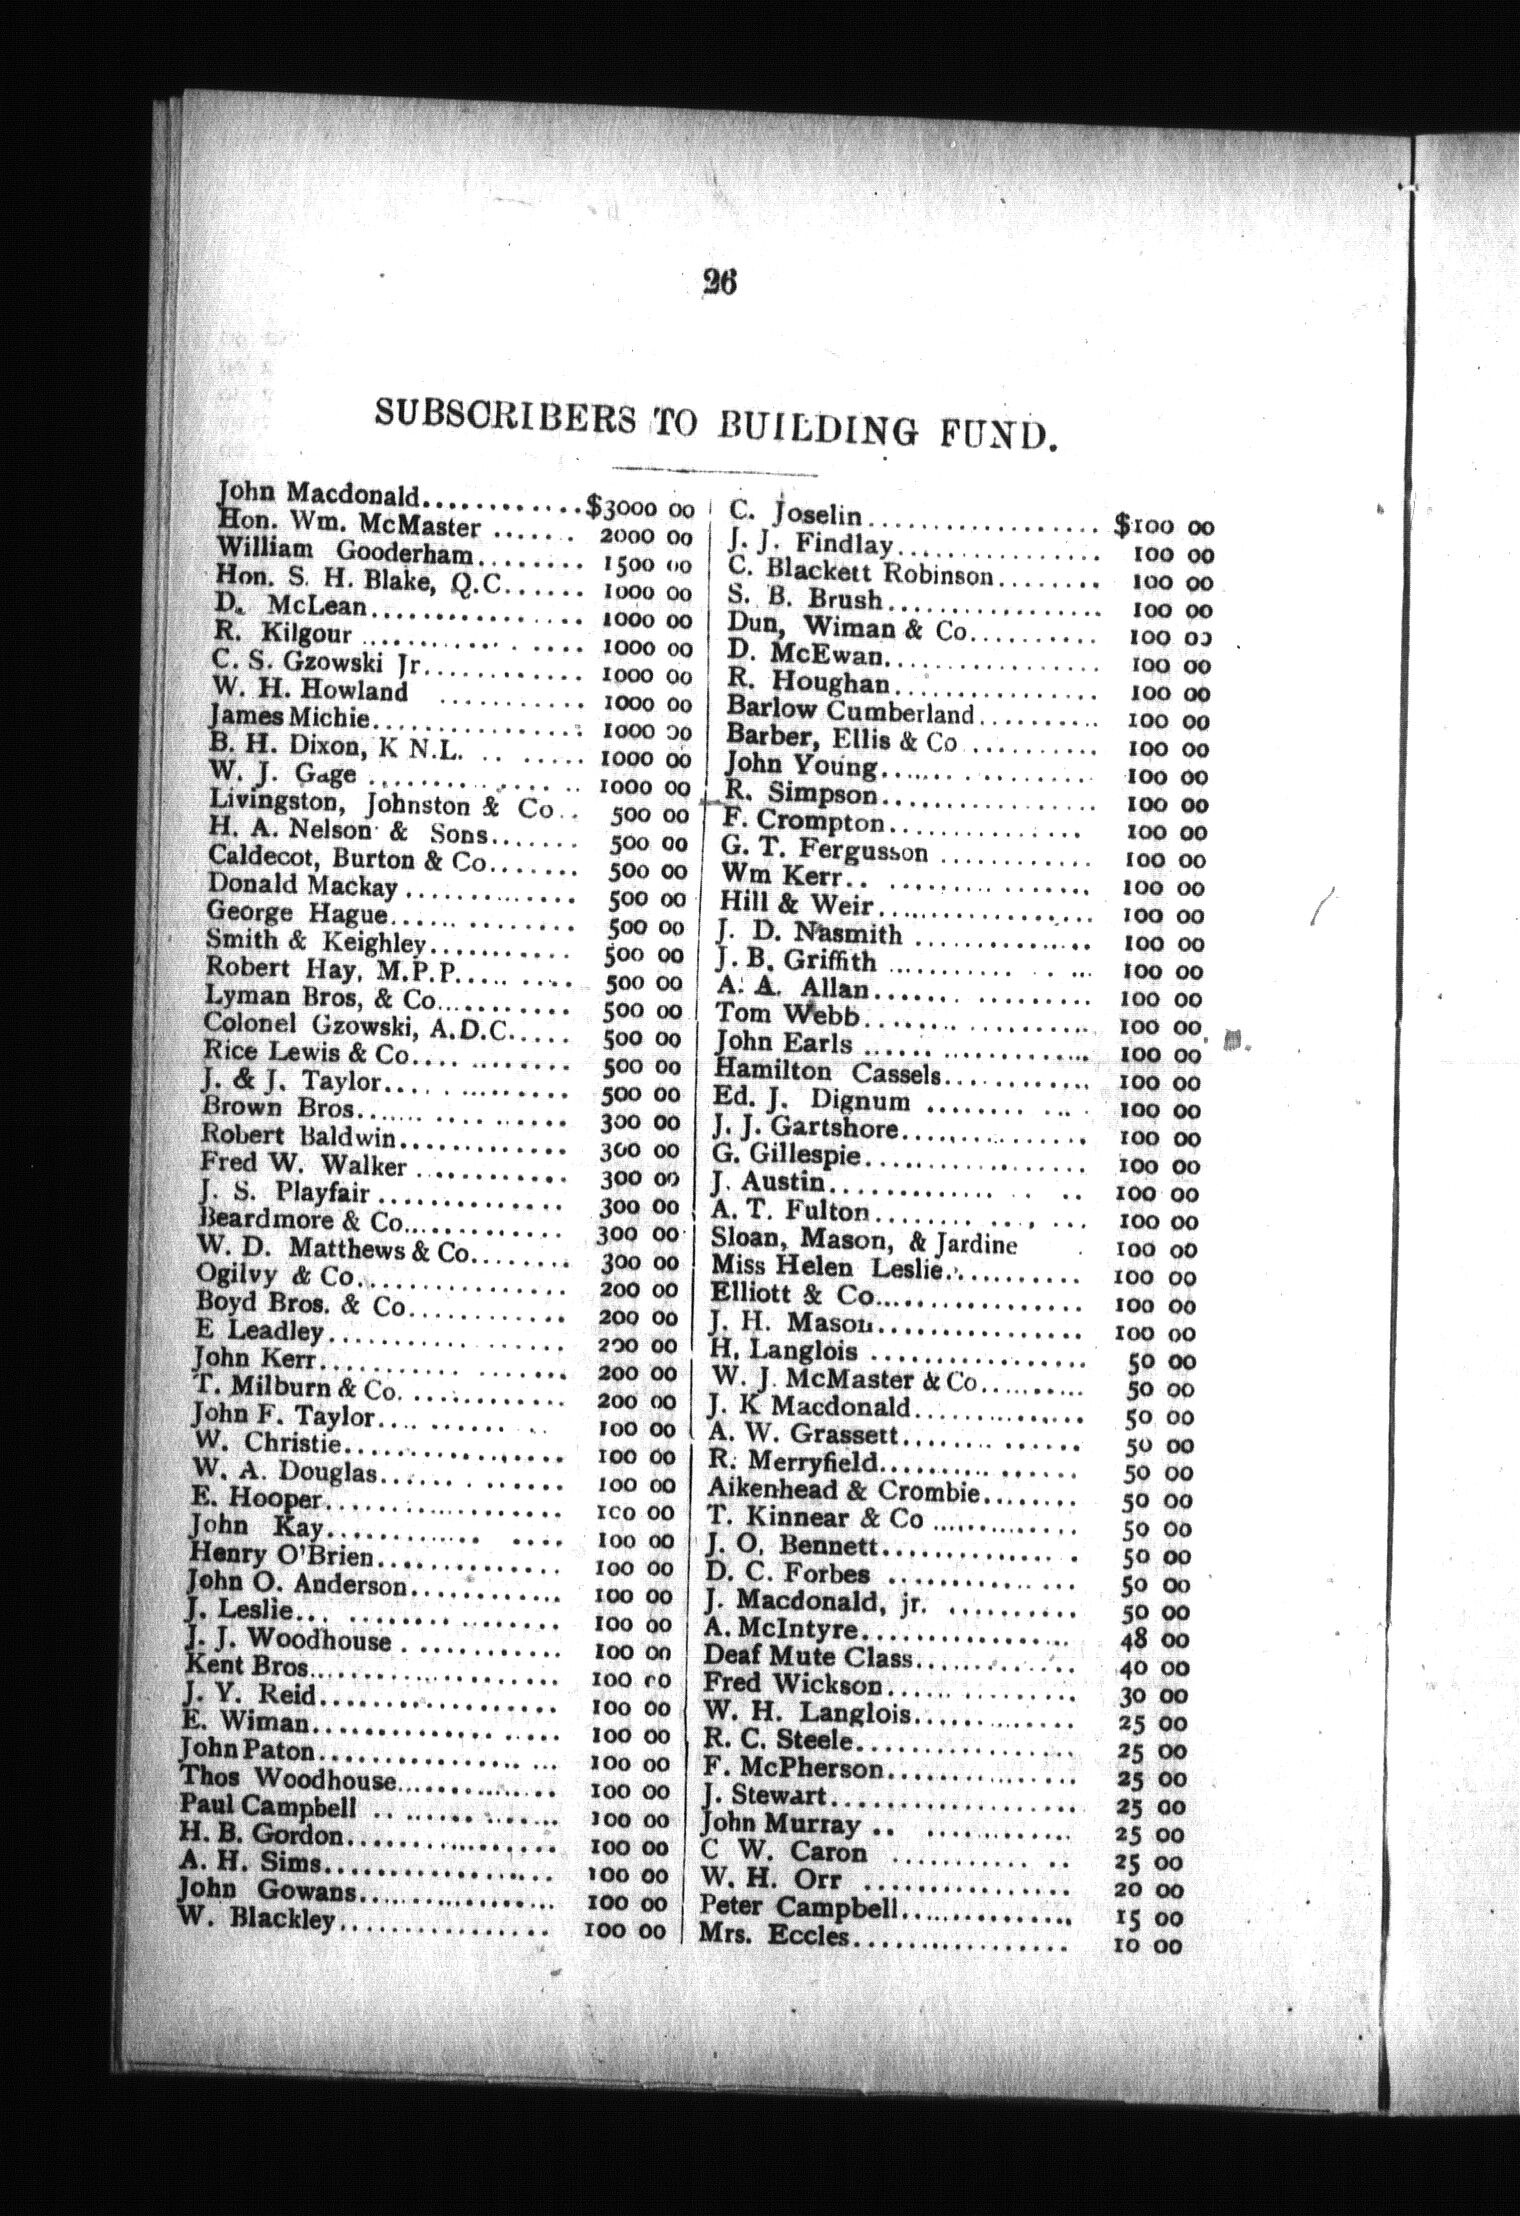 26
SUBSCRIBERS TO BUILDING FUND.
John Macdonald............$3000 00
Hon. Wm. McMaster ....... 2000 00
William Gooderham........ 1500 00
Hon. S. H. Blake, Q.C...... 1000 00
D. McLean................ 1000 00
R. Kilgour ................ 1000 00
C. S. Gzowski Jr............ 1000 00
W. H. Howland ........... 1000 00
James Michie................ 1000 00
B. H. Dixon, K N.L. .. ...... 1000 00
W. J. Gage ................ 1000 00
Livingston, Johnston & Co.. 500 00
H. A. Nelson & Sons....... 500 00
Caldecot, Burton & Co....... 500 00
Donald Mackay ............. 500 00
George Hague.............. 500 00
Smith & Keighley........... 500 00
Robert Hay, M.P.P......... 500 00
Lyman Bros, & Co.......... 500 00
Colonel Gzowski, A.D.C..... 500 00
Rice Lewis & Co............ 500 00
J. & J. Taylor.............. 500 00
Brown Bros................ 300 00
Robert Baldwin............. 300 00
Fred W. Walker ............ 300 00
J. S. Playfair .............. 300 00
Beardmore & Co............ 300 00
W. D. Matthews & Co........ 300 00
Ogilvy & Co................ 200 00
Boyd Bros. & Co............ 200 00
E Leadley.................. 200 00
John Kerr.................. 200 00
T. Milburn & Co............. 200 00
John F. Taylor.............. 100 00
W. Christie................. 100 00
W. A. Douglas.............. 100 00
E. Hooper.................. 100 00
John Kay................... 100 00
Henry O'Brien.............. 100 00
John O. Anderson............ 100 00
J. Leslie................... 100 00
J. J. Woodhouse ............ 100 00
Kent Bros.................. 100 00
J. Y. Reid.................. 100 00
E. Wiman................... 100 00
John Paton.................. 100 00
Thos Woodhouse............. 100 00
Paul Campbell .............. 100 00
H. B. Gordon................ 100 00
A. H. Sims.................. 100 00
John Gowans................ 100 00
W. Blackley................ 100 00
C. Joselin.................. $100 00
J. J. Findlay................ 100 00
C. Blackett Robinson........ 100 00
S. B. Brush................. 100 00
Dun, Wiman & Co.......... 100 00
D. McEwan................. 100 00
R. Houghan................ 100 00
Barlow Cumberland.......... 100 00
Barber, Ellis & Co .......... 100 00
John Young................. 100 00
R. Simpson................. 100 00
F. Crompton............... 100 00
G. T. Fergusson ............ 100 00
Wm Kerr.................. 100 00
Hill & Weir................. 100 00
J. D. Nasmith .............. 100 00
J. B. Griffith ................ 100 00
A. A. Allan................. 100 00
Tom Webb.................. 100 00
John Earls .................. 100 00
Hamilton Cassels............ 100 00
Ed. J. Dignum ............ 100 00
J. J. Gartshore.............. 100 00
G. Gillespie................. 100 00
J. Austin................. 100 00
A. T. Fulton................ 100 00
Sloan, Mason, & Jardine 100 00
Miss Helen Leslie........... 100 00
Elliott & Co................ 100 00
J. H. Mason................ 100 00
H. Langlois ................. 50 00
W. J. McMaster & Co.......... 50 00
J. K Macdonald............. 50 00
A. W. Grassett.............. 50 00
R. Merryfield................ 50 00
Aikenhead & Crombie........ 50 00
T. Kinnear & Co ............. 50 00
J. O. Bennett................ 50 00
D. C. Forbes ............... 50 00
J. Macdonald, jr. .......... 50 00
A. McIntyre................. 48 00
Deaf Mute Class............. 40 00
Fred Wickson............... 30 00
W. H. Langlois............. 25 00
R. C. Steele................. 25 00
F. McPherson............... 25 00
J. Stewart................... 25 00
John Murray .. ............ 25 00
C W. Caron ............. 25 00
W. H. Orr ................ 20 00
Peter Campbell.............. 15 00
Mrs. Eccles................. 10 00